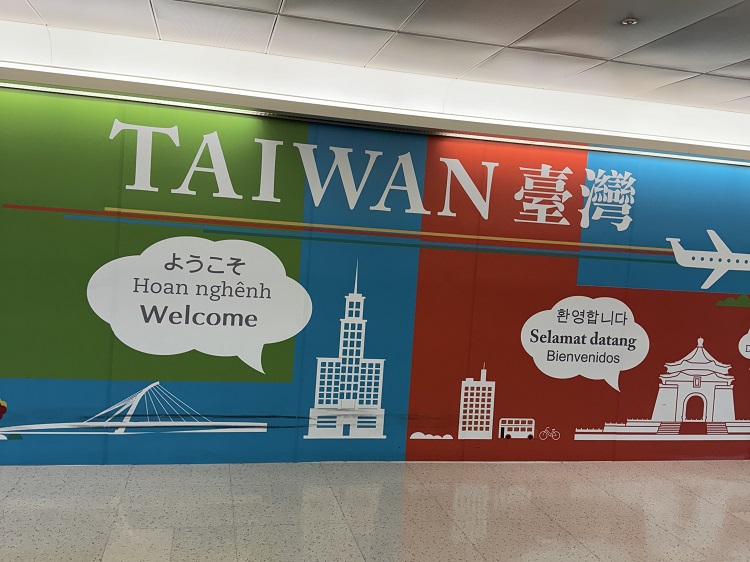 TAIWAN 臺灣
ようこそ
Hoan nghênh
Welcome
환영합니다
Selamat datang
Bienvenidos